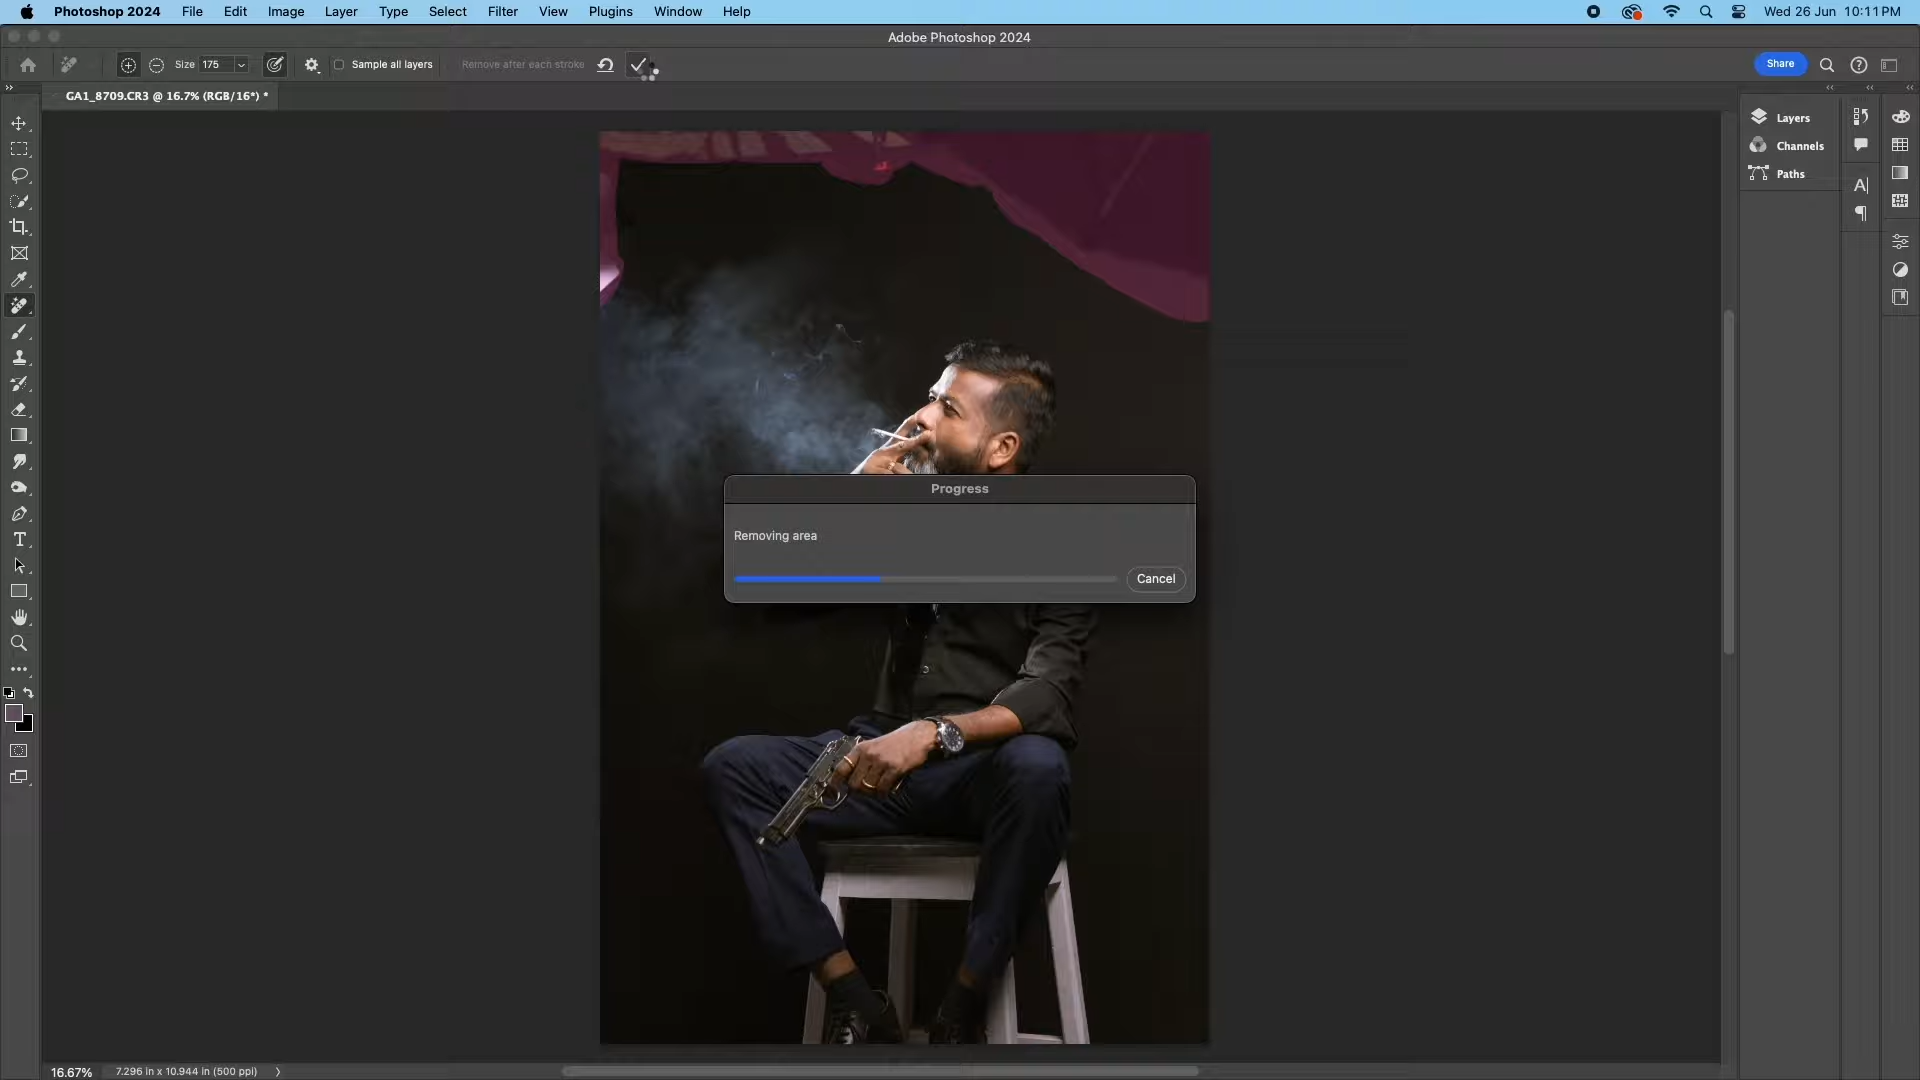 Photoshop 2024 File Edit Image Layer Type Select Filter View Plugins Window Help Wed 26 Jun 10:11 PM
Adobe Photoshop 2024
Size 175 Sample all layers Remove after each stroke Share
GA1_8709.CR3 @ 16.7% (RGB/16*) *
Layers
Channels
Paths
Progress
Removing area
Cancel
16.67% 7.296 in x 10.944 in (500 ppi)